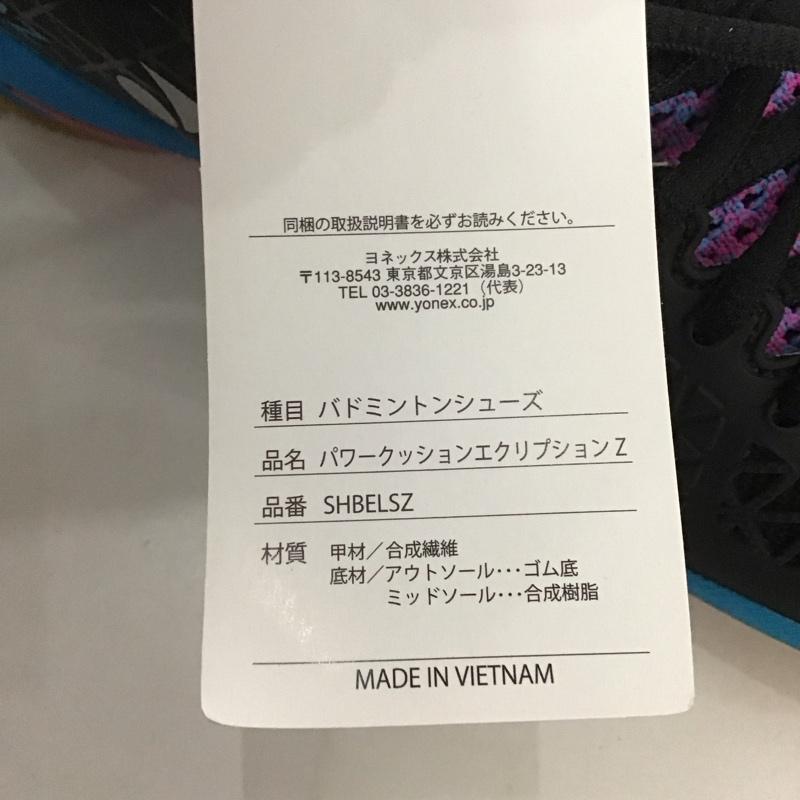 同梱の取扱説明書を必ずお読みください。
ヨネックス株式会社
〒113-8543 東京都文京区湯島3-23-13
TEL 03-3836-1221（代表）
www.yonex.co.jp
種目 バドミントンシューズ
品名 パワークッションエクリプション Z
品番 SHBELSZ
材質 甲材／合成繊維
底材／アウトソール･･･ゴム底
ミッドソール･･･合成樹脂
MADE IN VIETNAM